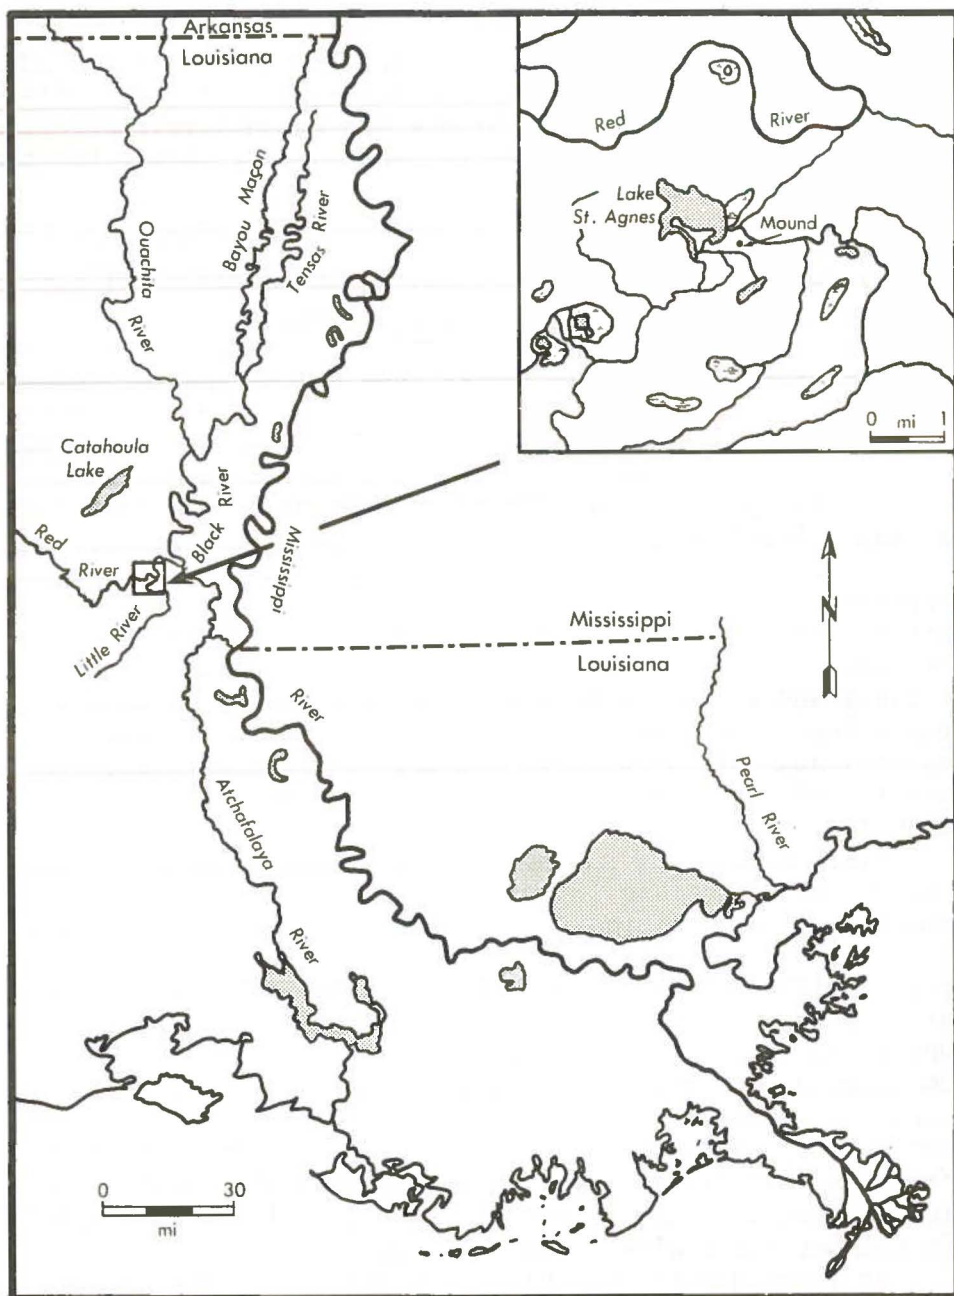 Arkansas
Louisiana
Ouachita
River
Bayou Maçon
Tensas River
Red
River
Lake
St. Agnes
Mound
0 mi 1
Catahoula
Lake
Red
River
Black River
Little River
Mississippi
River
Mississippi
Louisiana
N
Pearl River
Atchafalaya
River
0 30
mi